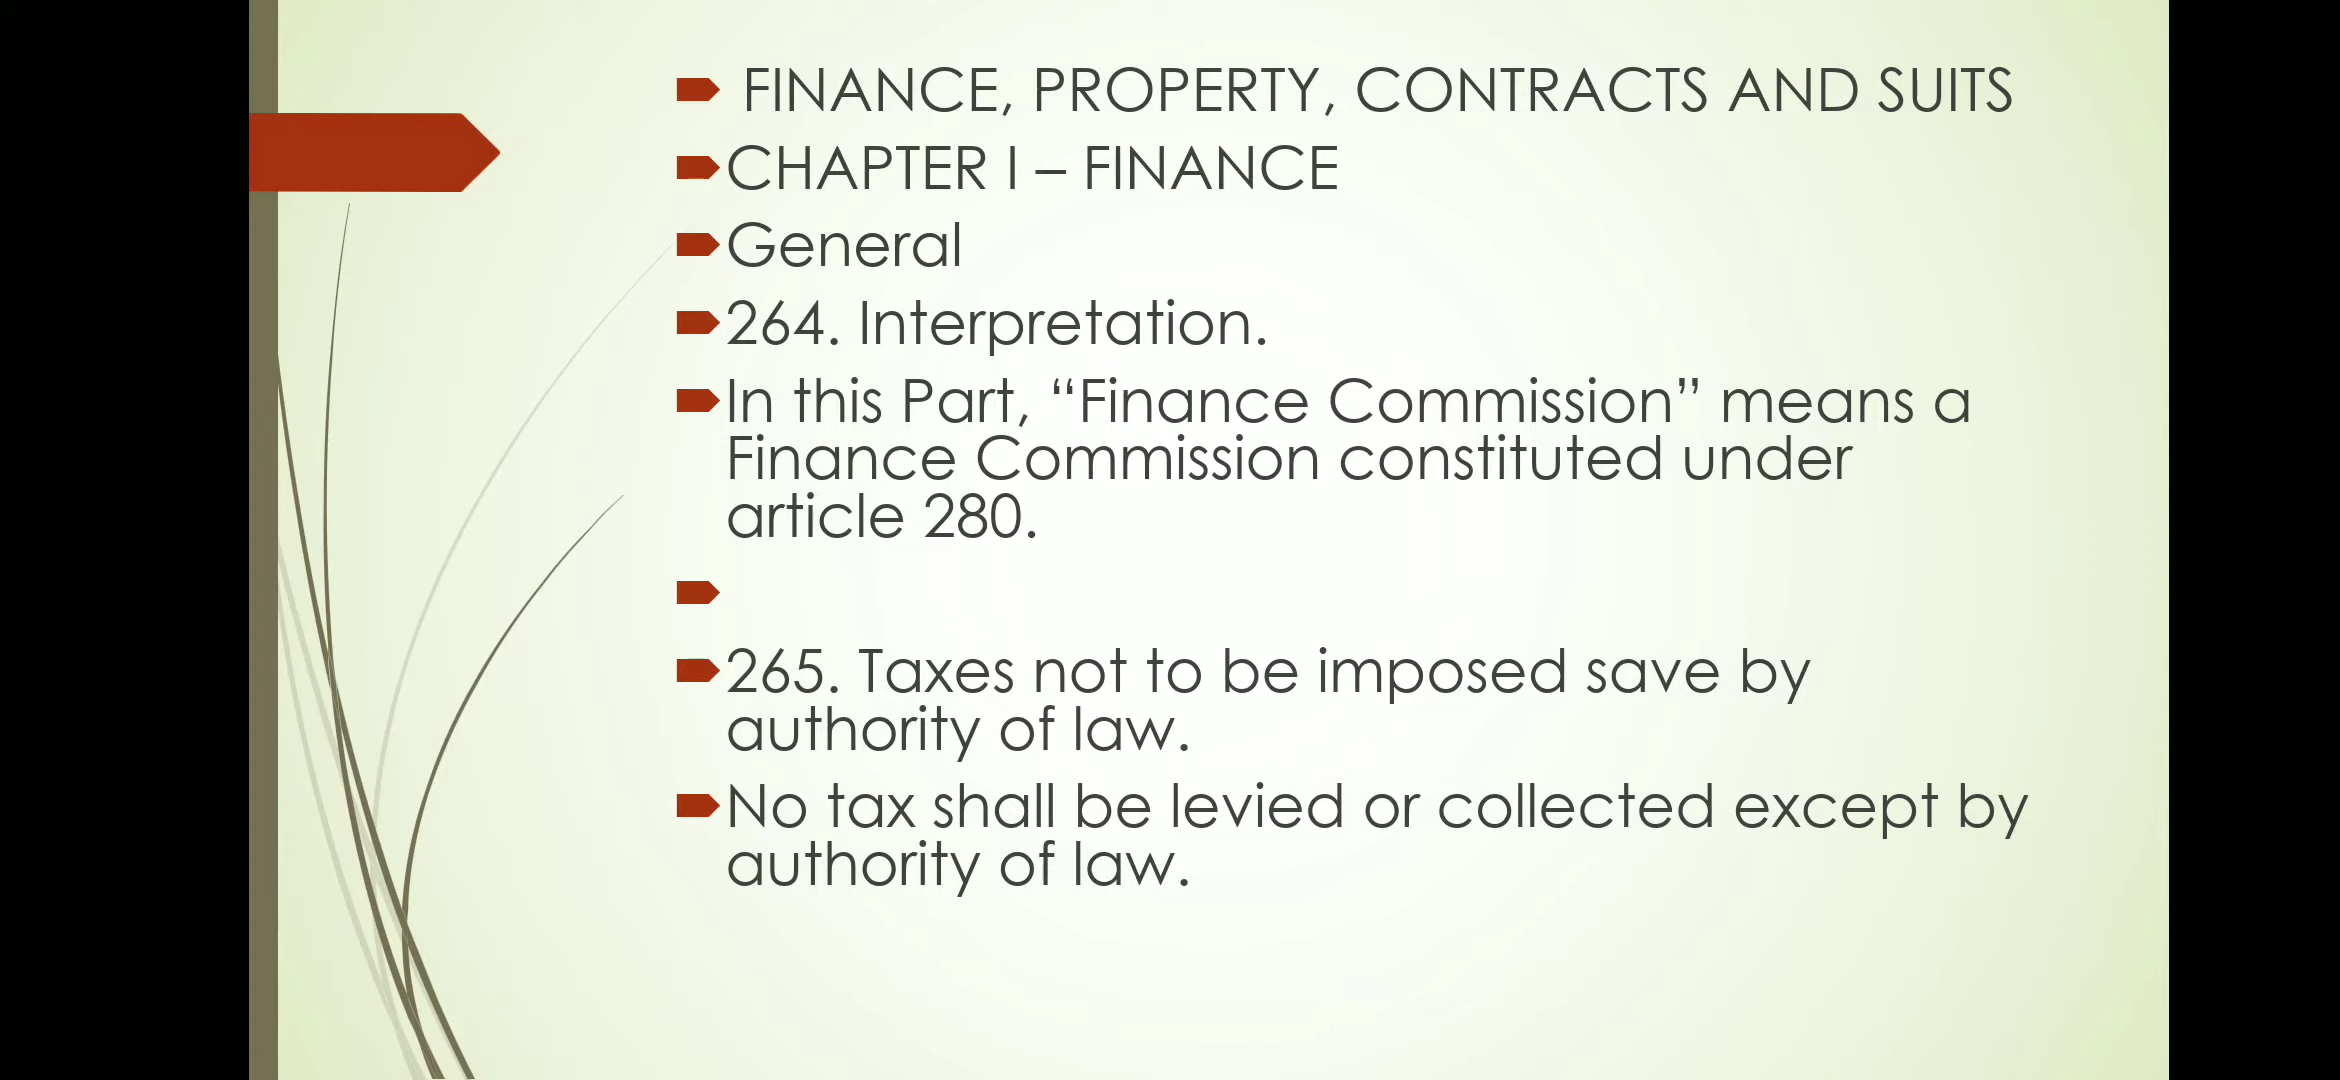 FINANCE, PROPERTY, CONTRACTS AND SUITS
CHAPTER I – FINANCE
General
264. Interpretation.
In this Part, “Finance Commission” means a
Finance Commission constituted under
article 280.
265. Taxes not to be imposed save by
authority of law.
No tax shall be levied or collected except by
authority of law.